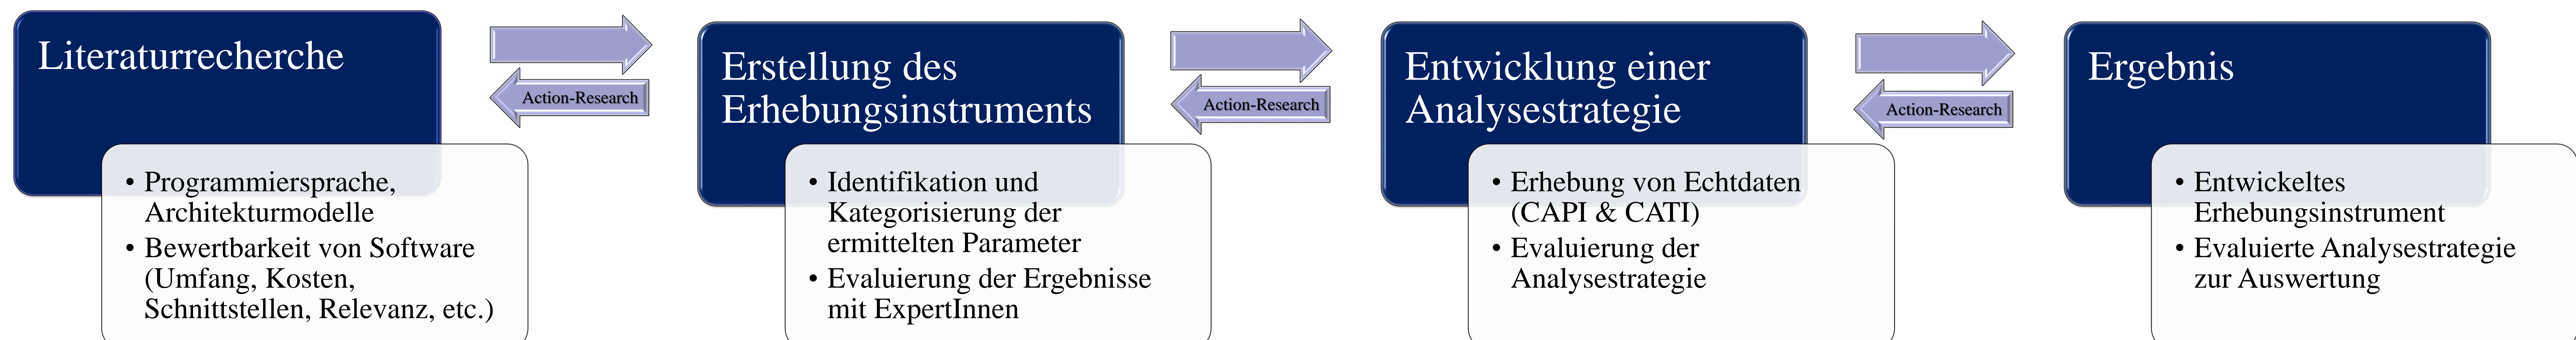 Literaturrecherche
• Programmiersprache,
Architekturmodelle
• Bewertbarkeit von Software
(Umfang, Kosten,
Schnittstellen, Relevanz, etc.)
Action-Research
Erstellung des
Erhebungsinstruments
• Identifikation und
Kategorisierung der
ermittelten Parameter
• Evaluierung der Ergebnisse
mit ExpertInnen
Action-Research
Entwicklung einer
Analysestrategie
• Erhebung von Echtdaten
(CAPI & CATI)
• Evaluierung der
Analysestrategie
Action-Research
Ergebnis
• Entwickeltes
Erhebungsinstrument
• Evaluierte Analysestrategie
zur Auswertung